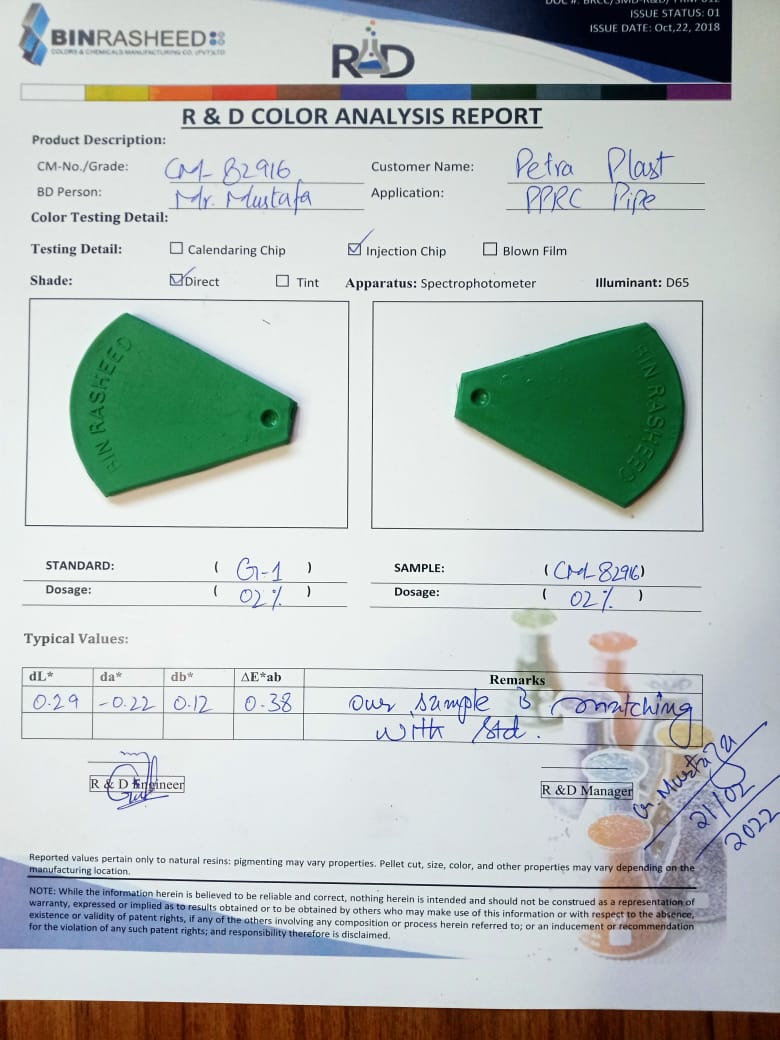 ISSUE STATUS: 01
ISSUE DATE: Oct,22, 2018
BINRASHEED
COLORS & CHEMICALS MANUFACTURING CO. (PVT)LTD
R&D
R & D COLOR ANALYSIS REPORT
Product Description:
CM-No./Grade: CM-82916 Customer Name: Petra Plast
BD Person: Mr. Mustafa Application: PPRC Pipe
Color Testing Detail:
Testing Detail: Calendaring Chip Injection Chip Blown Film
Shade: Direct Tint Apparatus: Spectrophotometer Illuminant: D65
BIN RASHEED BIN RASHEED
STANDARD: ( G-1 ) SAMPLE: (CM-82916)
Dosage: ( 02% ) Dosage: ( 02% )
Typical Values:
dL* da* db* ΔE*ab Remarks
0.29 -0.22 0.12 0.38 Our sample is matching
with Std.
R & D Engineer R &D Manager
Mustafa
21/02
2022
Reported values pertain only to natural resins: pigmenting may vary properties. Pellet cut, size, color, and other properties may vary depending on the
manufacturing location.
NOTE: While the information herein is believed to be reliable and correct, nothing herein is intended and should not be construed as a representation of
warranty, expressed or implied as to results obtained or to be obtained by others who may make use of this information or with respect to the absence,
existence or validity of patent rights, if any of the others involving any composition or process herein referred to; or an inducement or recommendation
for the violation of any such patent rights; and responsibility therefore is disclaimed.